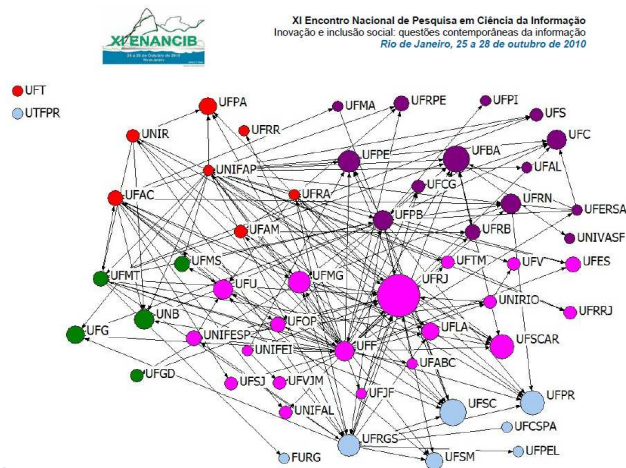 XI Encontro Nacional de Pesquisa em Ciência da Informação
Inovação e inclusão social: questões contemporâneas da informação
Rio de Janeiro, 25 a 28 de outubro de 2010
XI ENANCIB
UFT
UTFPR
UFPA
UFMA
UFRPE
UFPI
UFS
UNIR
UFRR
UFC
UFPE
UFBA
UNIFAP
UFAL
UFCG
UFAC
UFRA
UFRN
UFERSA
UFPB
UFAM
UFRB
UNIVASF
UFMS
UFTM
UFV
UFES
UFMT
UFU
UFMG
UFRJ
UNIRIO
UFRRJ
UNB
UFOP
UFLA
UFG
UNIFESP
UFSCAR
UNIFEI
UFF
UFABC
UFGD
UFSJ
UFVJM
UFJF
UFPR
UNIFAL
UFSC
UFCSPA
UFRGS
UFPEL
FURG
UFSM